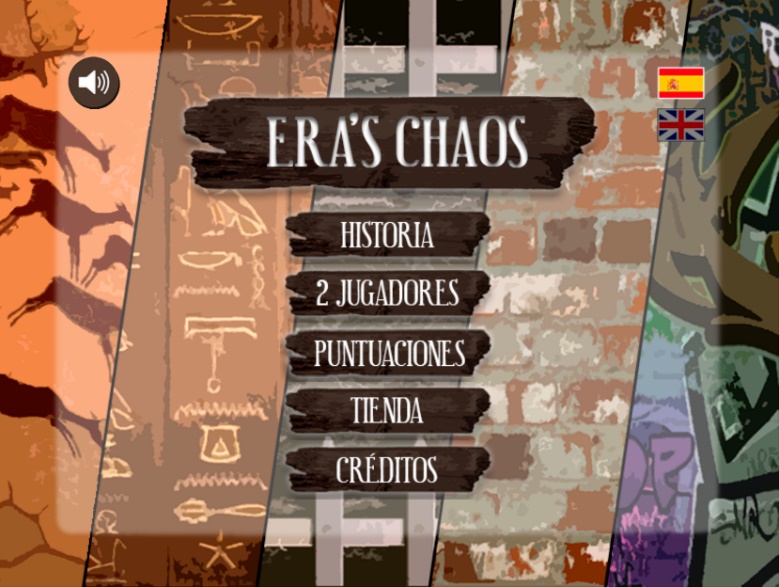 ERA'S CHAOS
HISTORIA
2 JUGADORES
PUNTUACIONES
TIENDA
CRÉDITOS